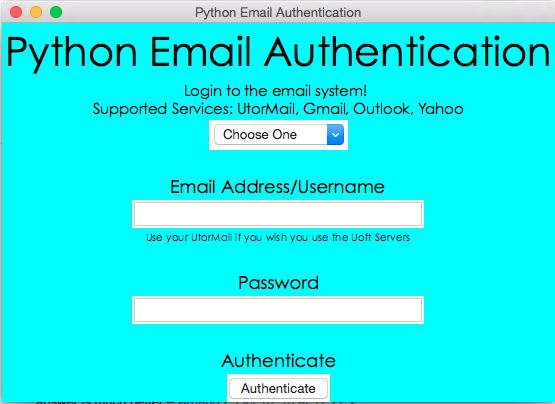 Python Email Authentication
Python Email Authentication
Login to the email system!
Supported Services: UtorMail, Gmail, Outlook, Yahoo
Choose One
Email Address/Username
Use your UtorMail if you wish you use the Uoft Servers
Password
Authenticate
Authenticate